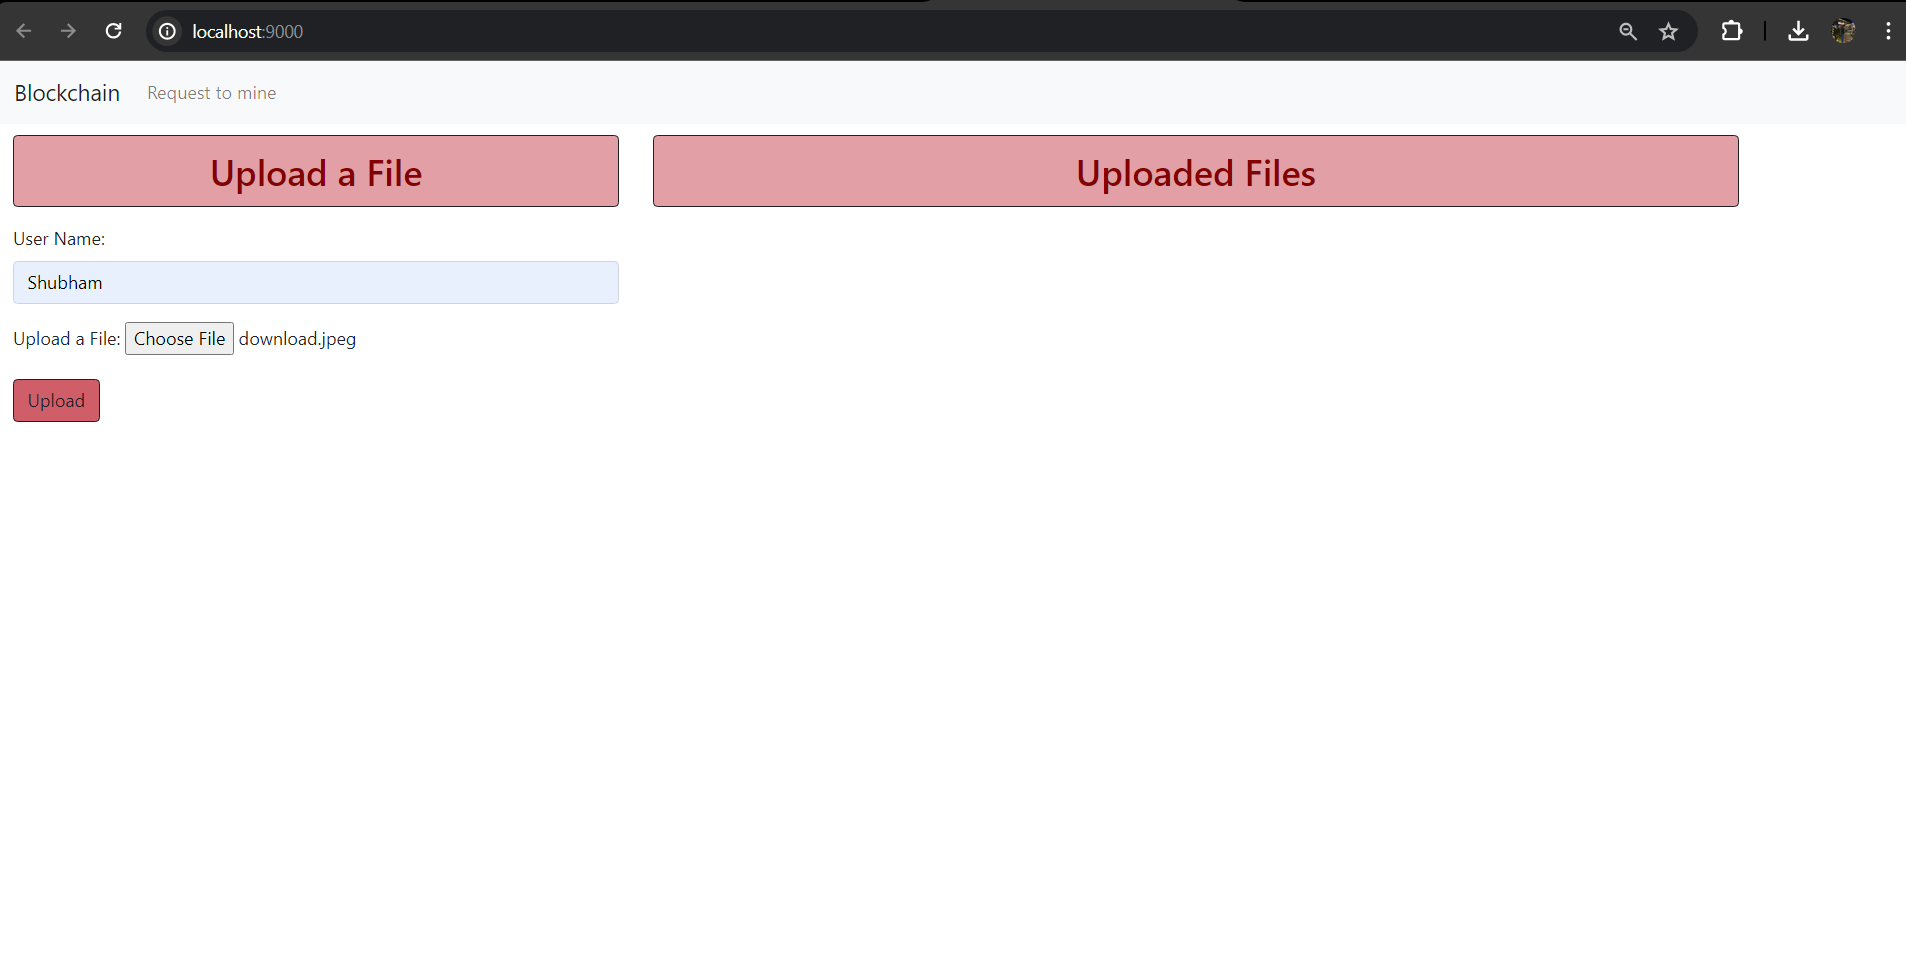 localhost:9000
Blockchain Request to mine
Upload a File
Uploaded Files
User Name:
Shubham
Upload a File: Choose File download.jpeg
Upload